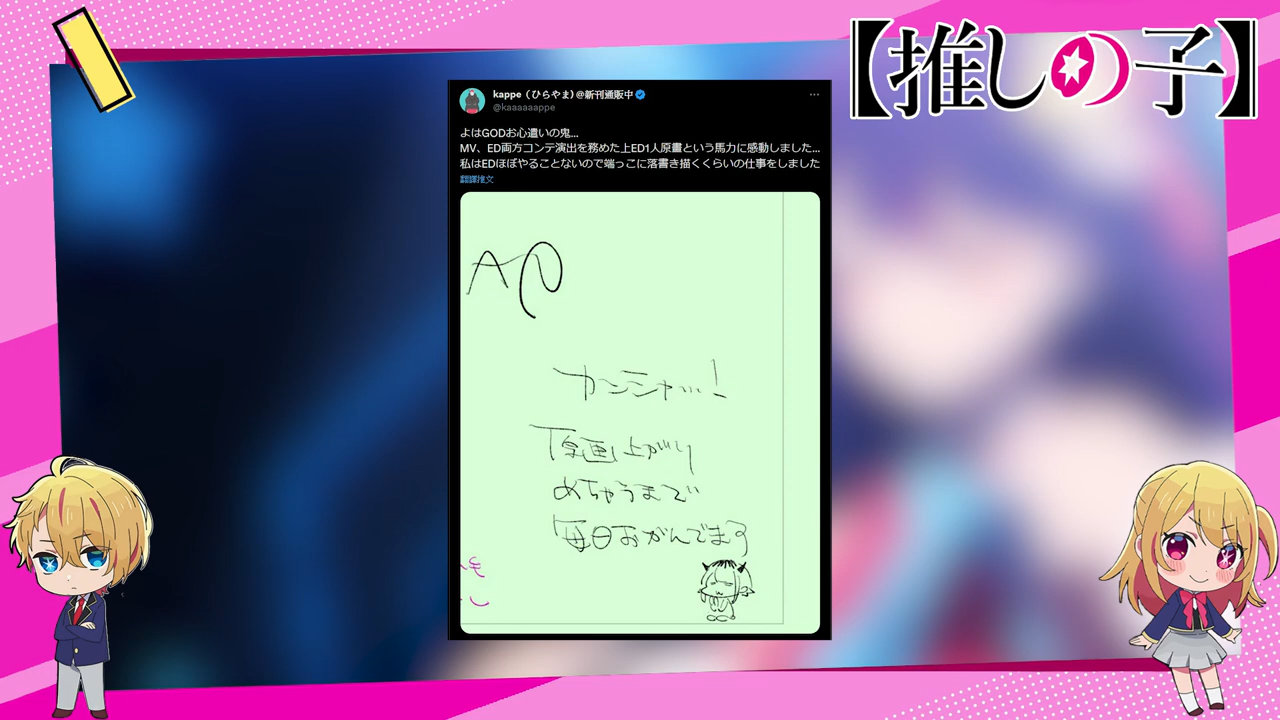 【推しの子】
kappe（ひらやま）@新刊通販中
@kaaaaaappe
よはGODお心遣いの鬼...
MV、ED両方コンテ演出を務めた上ED1人原畫という馬力に感動しました...
私はEDほぼやることないので端っこに落書き描くくらいの仕事をしました
翻譯推文
カンシャ...!
原画上がり
めちゃうまで
毎日おがんでます